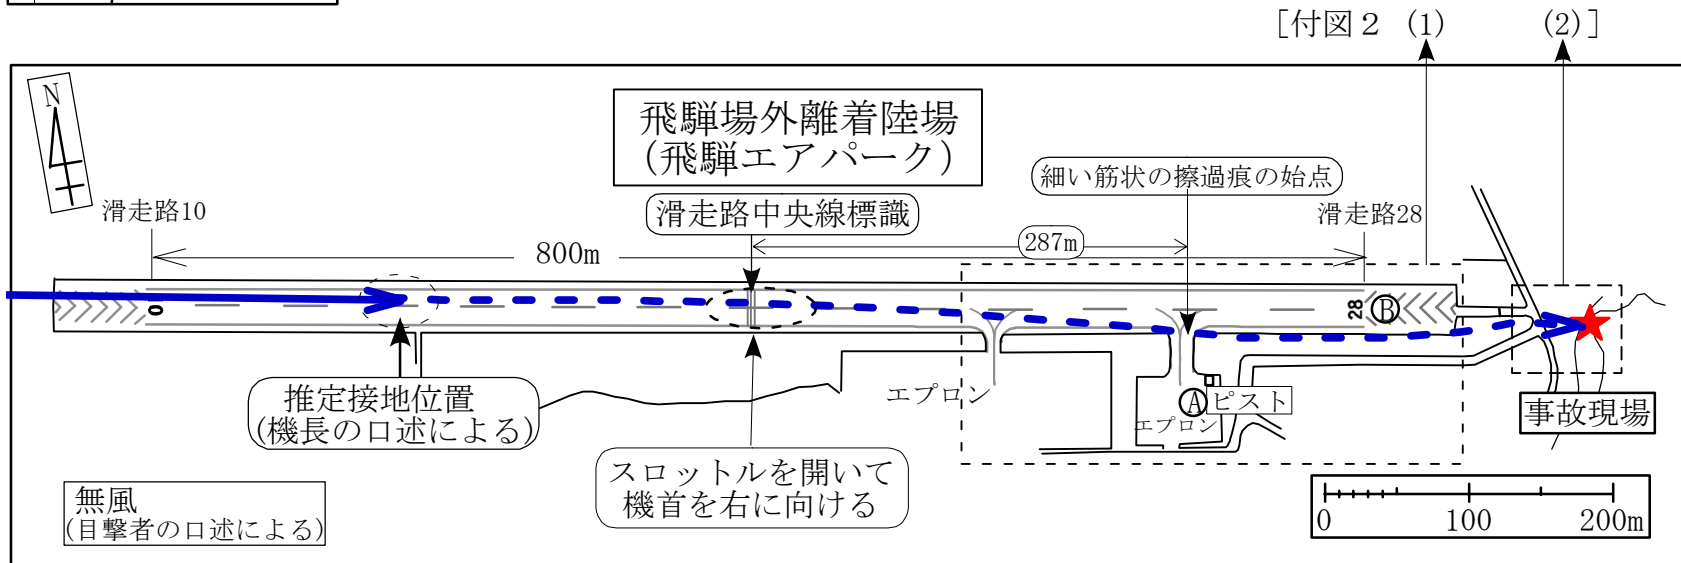 [付図2 (1) (2)]
N
飛騨場外離着陸場
(飛騨エアパーク)
細い筋状の擦過痕の始点
滑走路10
滑走路中央線標識
滑走路28
800m
287m
28
B
推定接地位置
(機長の口述による)
エプロン
A
ピスト
エプロン
事故現場
スロットルを開いて
機首を右に向ける
無風
(目撃者の口述による)
0 100 200m